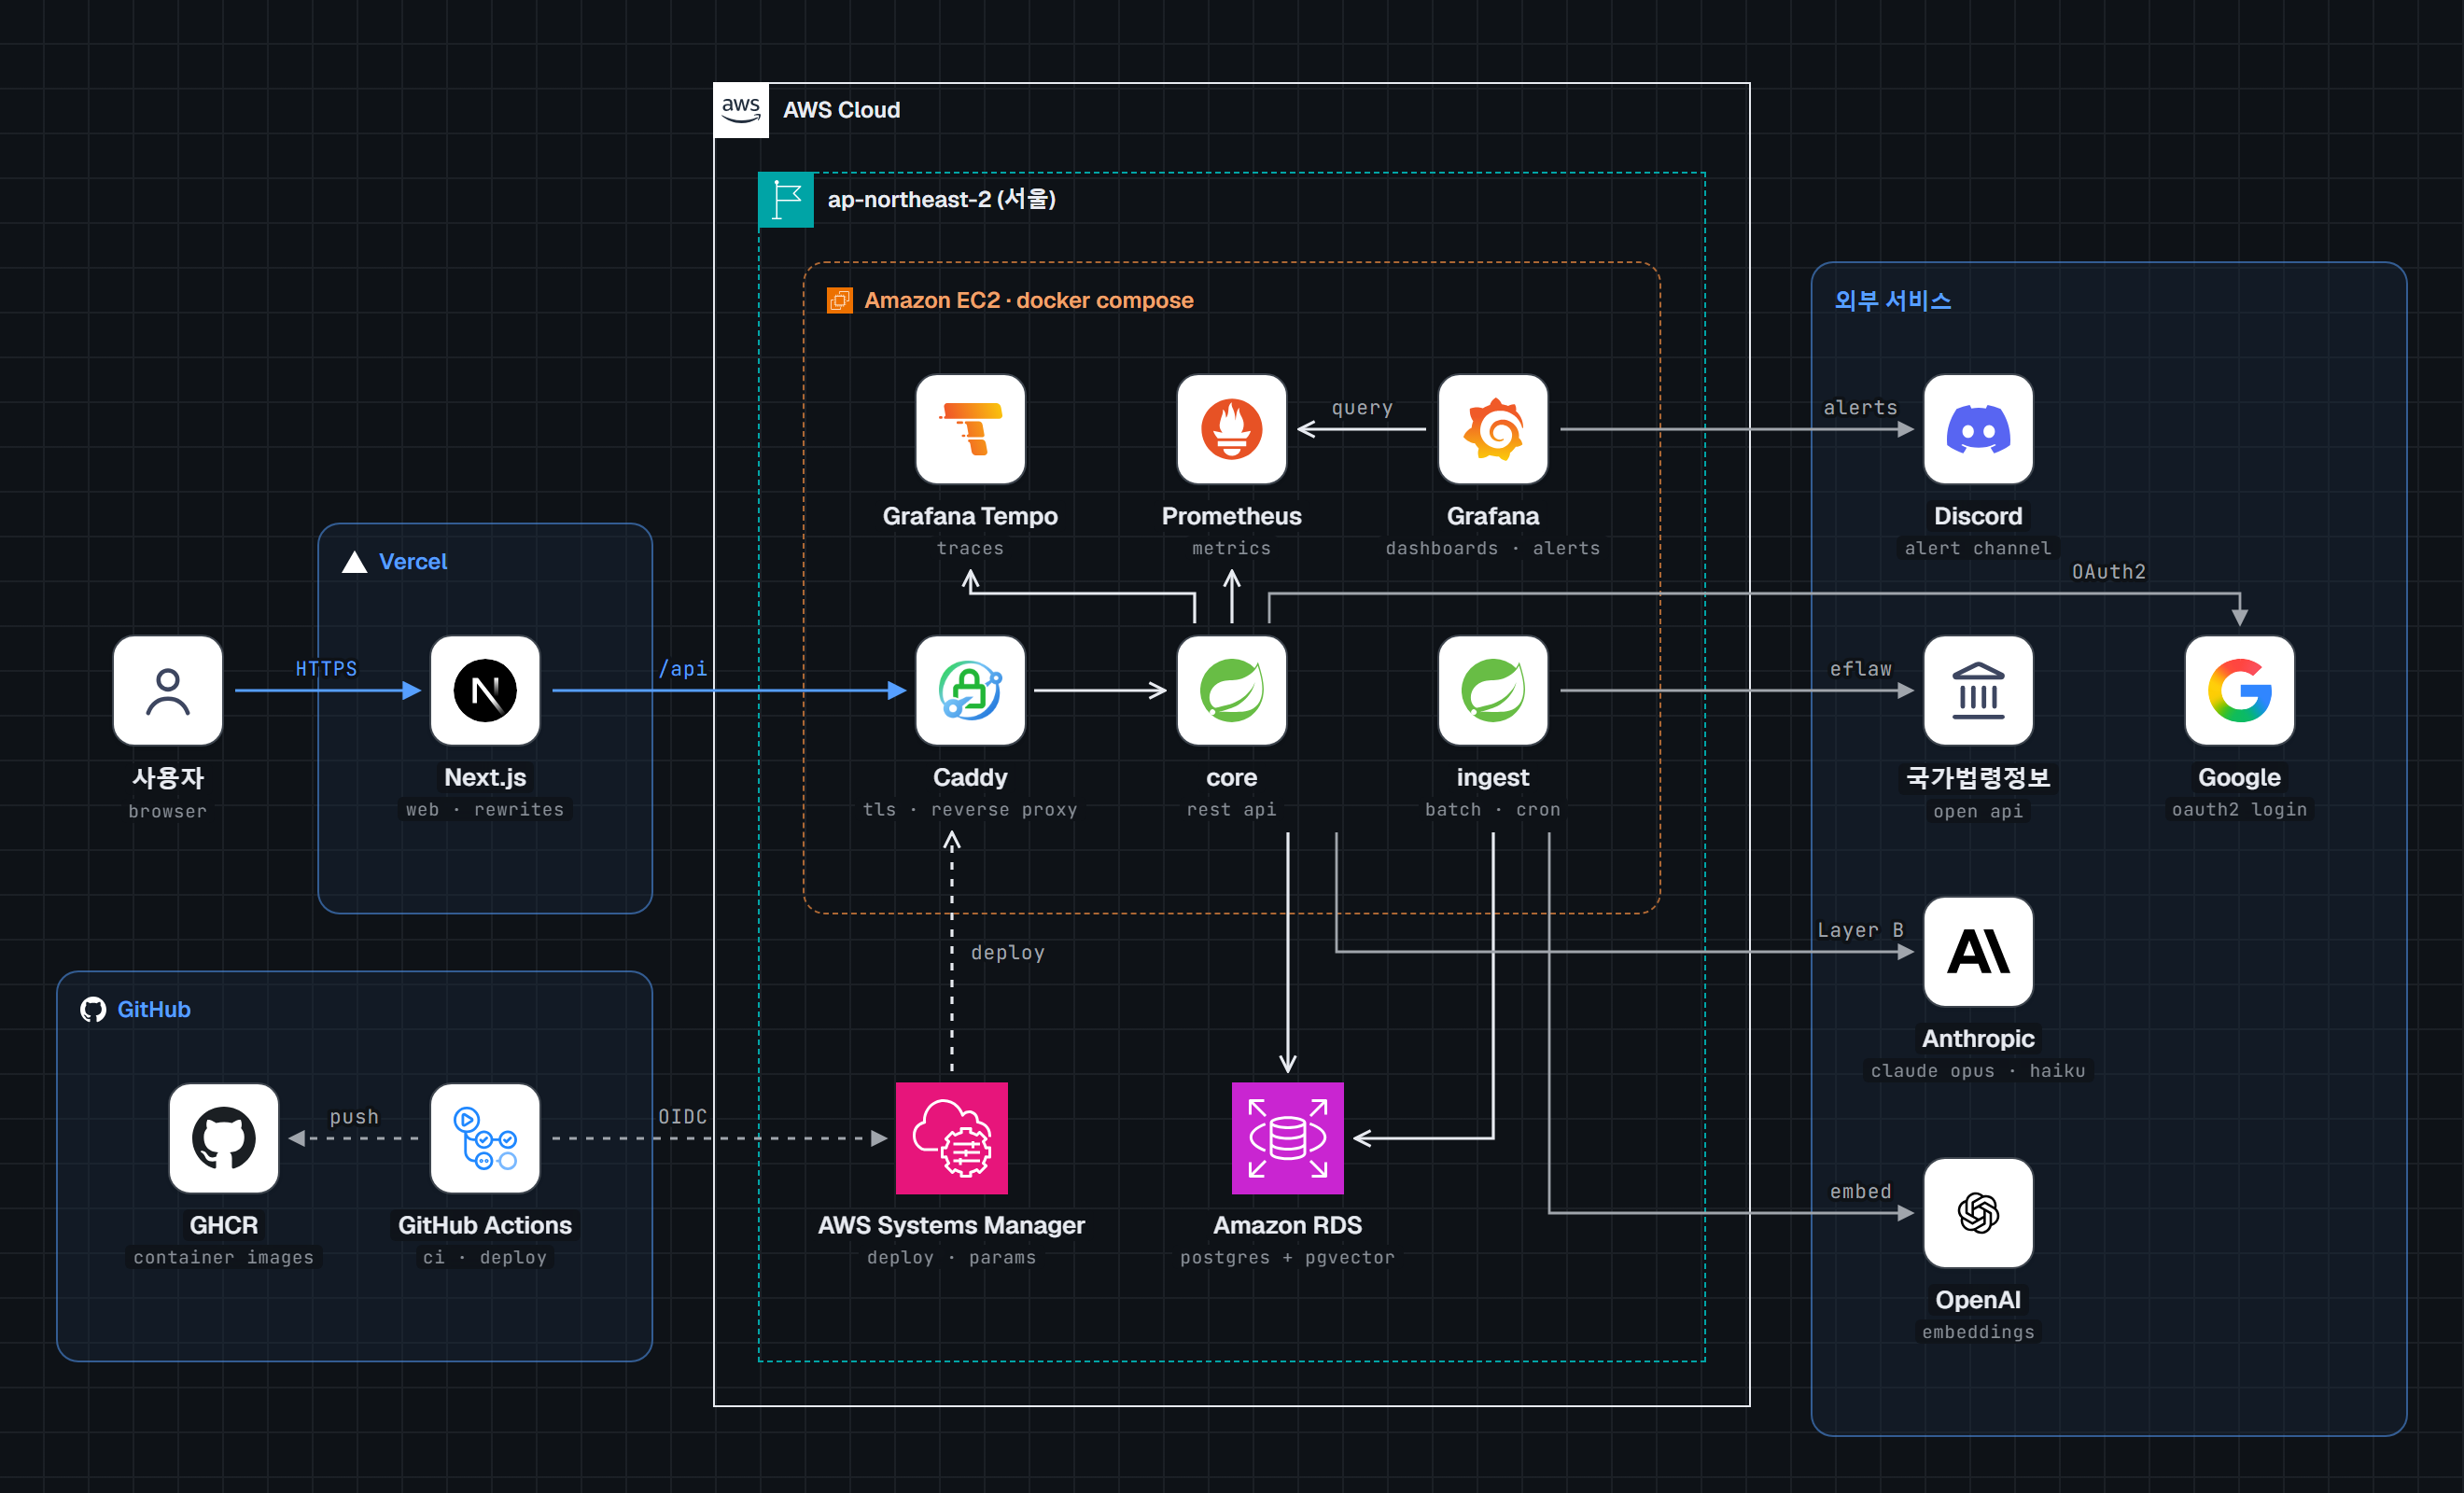 aws
AWS Cloud
ap-northeast-2 (서울)
Amazon EC2 · docker compose
외부 서비스
query
alerts
Grafana Tempo
traces
Prometheus
metrics
Grafana
dashboards · alerts
Discord
alert channel
OAuth2
Vercel
HTTPS
/api
eflaw
사용자
browser
Next.js
web · rewrites
Caddy
tls · reverse proxy
core
rest api
ingest
batch · cron
국가법령정보
open api
Google
oauth2 login
deploy
Layer B
Anthropic
claude opus · haiku
GitHub
push
OIDC
embed
GHCR
container images
GitHub Actions
ci · deploy
AWS Systems Manager
deploy · params
Amazon RDS
postgres + pgvector
OpenAI
embeddings